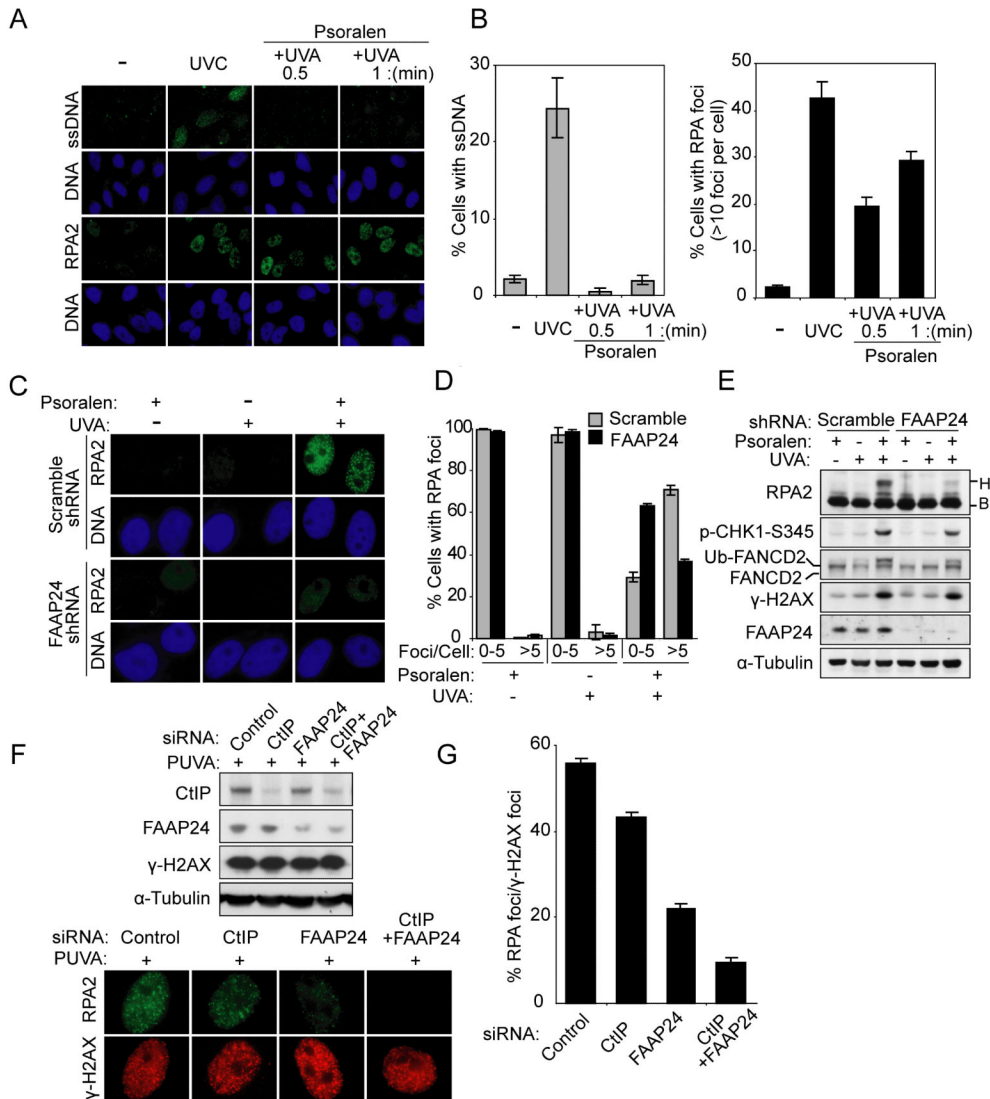 A
Psoralen
-
UVC
+UVA
0.5
+UVA
1 :(min)
ssDNA
DNA
RPA2
DNA
B
% Cells with ssDNA
30
20
10
0
-
UVC
+UVA
0.5
+UVA
1 :(min)
Psoralen
% Cells with RPA foci
(>10 foci per cell)
50
40
30
20
10
0
-
UVC
+UVA
0.5
+UVA
1 :(min)
Psoralen
C
Psoralen: + - +
UVA: - + +
Scramble
shRNA
RPA2
DNA
FAAP24
shRNA
RPA2
DNA
D
% Cells with RPA foci
100
80
60
40
20
0
Scramble
FAAP24
Foci/Cell: 0-5 >5 0-5 >5 0-5 >5
Psoralen: + - +
UVA: - + +
E
shRNA: Scramble FAAP24
Psoralen: + - + + - +
UVA: - + + - + +
RPA2
H
B
p-CHK1-S345
Ub-FANCD2
FANCD2
γ-H2AX
FAAP24
α-Tubulin
F
siRNA: Control CtIP FAAP24 CtIP+
FAAP24
PUVA: + + + +
CtIP
FAAP24
γ-H2AX
α-Tubulin
siRNA: Control CtIP FAAP24 CtIP
+FAAP24
PUVA: + + + +
RPA2
γ-H2AX
G
% RPA foci/γ-H2AX foci
60
40
20
0
siRNA: Control CtIP FAAP24 CtIP
+FAAP24